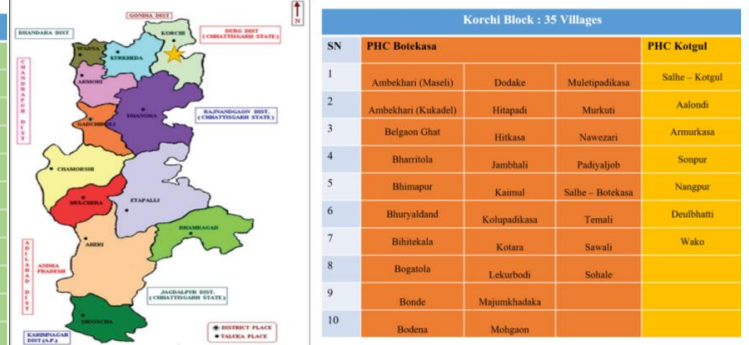 GONDIA DIST
N
BHANDARA DIST
KORCHI
DURG DIST
( CHHATTISGARH STATE )
WADSA
KURKHEDA
ARMORI
CHANDRAPUR DIST
DHANORA
RAJNANDGAON DIST.
( CHHATTISGARH STATE )
GADCHIROLI
CHAMORSHI
MULCHERA
ETAPALLI
BHAMRAGAD
AHERI
ANDHRA
PRADESH
ADILABAD DIST
JAGDALPUR DIST.
( CHHATTISGARH STATE )
SIRONCHA
KARIMNAGAR
DIST (A.P.)
DISTRICT PLACE
TALUKA PLACE
Korchi Block : 35 Villages
SN PHC Botekasa PHC Kotgul
1 Ambekhari (Maseli) Dodake Muletipadikasa Salhe – Kotgul
2 Ambekhari (Kukadel) Hitapadi Murkuti Aalondi
3 Belgaon Ghat Hitkasa Nawezari Armurkasa
4 Bharritola Jambhali Padiyaljob Sonpur
5 Bhimapur Kaimul Salhe – Botekasa Nangpur
6 Bhuryaldand Kolupadikasa Temali Deulbhatti
7 Bihitekala Kotara Sawali Wako
8 Bogatola Lekurbodi Sohale
9 Bonde Majumkhadaka
10 Bodena Mohgaon